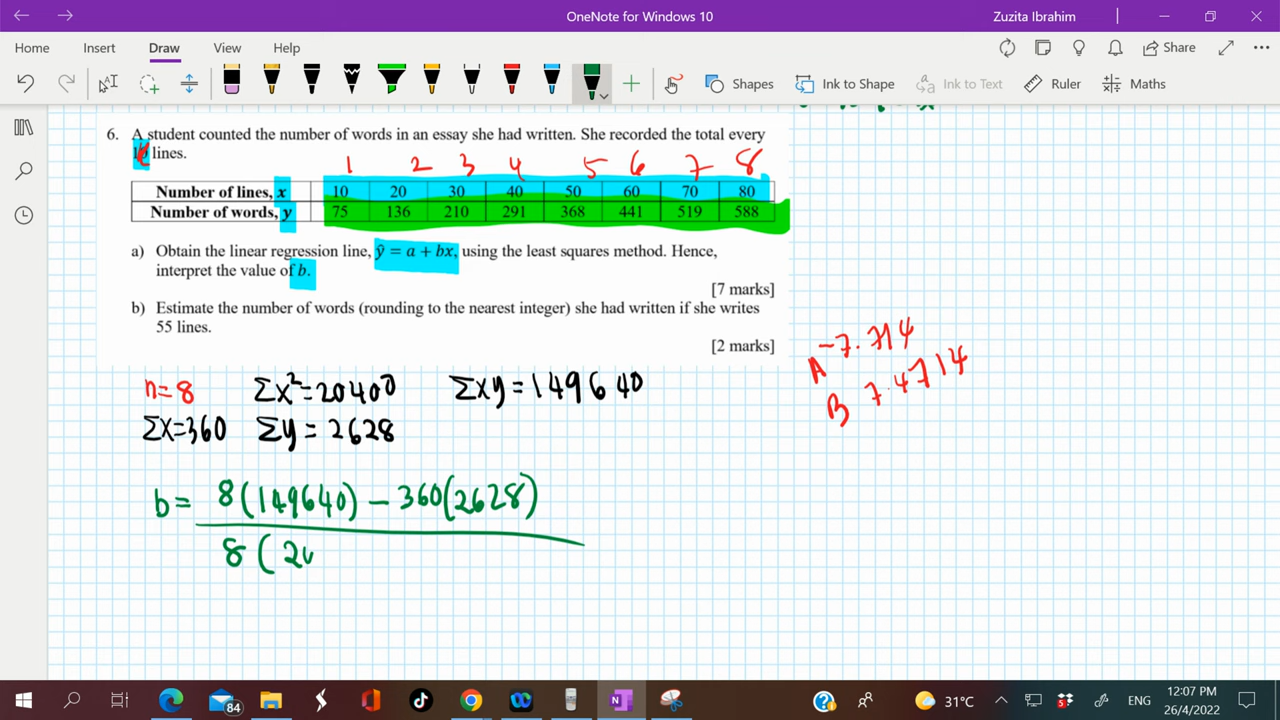 OneNote for Windows 10
Zuzita Ibrahim
Home Insert Draw View Help
Share
Shapes Ink to Shape Ink to Text Ruler Maths
6. A student counted the number of words in an essay she had written. She recorded the total every
10 lines.
1 2 3 4 5 6 7 8
Number of lines, x 10 20 30 40 50 60 70 80
Number of words, y 75 136 210 291 368 441 519 588
a) Obtain the linear regression line, ŷ = a + bx, using the least squares method. Hence,
interpret the value of b.
[7 marks]
b) Estimate the number of words (rounding to the nearest integer) she had written if she writes
55 lines.
[2 marks]
A -7.714
B 7.4714
n=8 Σx²=20400 Σxy=149640
Σx=360 Σy=2628
b= 8(149640) - 360(2628)
8(20
84
31°C
5
ENG
12:07 PM
26/4/2022